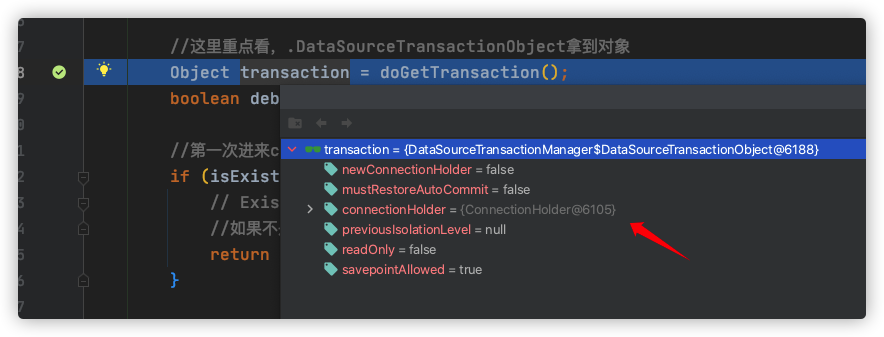 7
//这里重点看，.DataSourceTransactionObject拿到对象
8
Object transaction = doGetTransaction();
9
boolean deb
0
transaction = {DataSourceTransactionManager$DataSourceTransactionObject@6188}
1
//第一次进来c
newConnectionHolder = false
2
if (isExist
mustRestoreAutoCommit = false
3
// Exis
connectionHolder = {ConnectionHolder@6105}
4
//如果不
previousIsolationLevel = null
5
return
readOnly = false
6
}
savepointAllowed = true
7